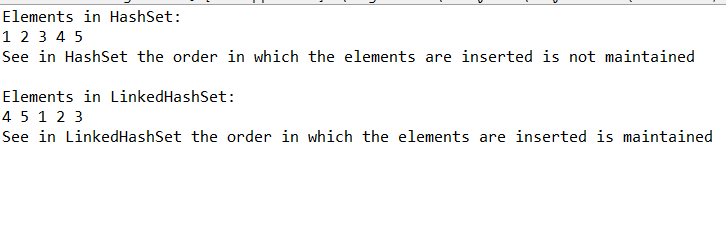 Elements in HashSet:
1 2 3 4 5
See in HashSet the order in which the elements are inserted is not maintained
Elements in LinkedHashSet:
4 5 1 2 3
See in LinkedHashSet the order in which the elements are inserted is maintained